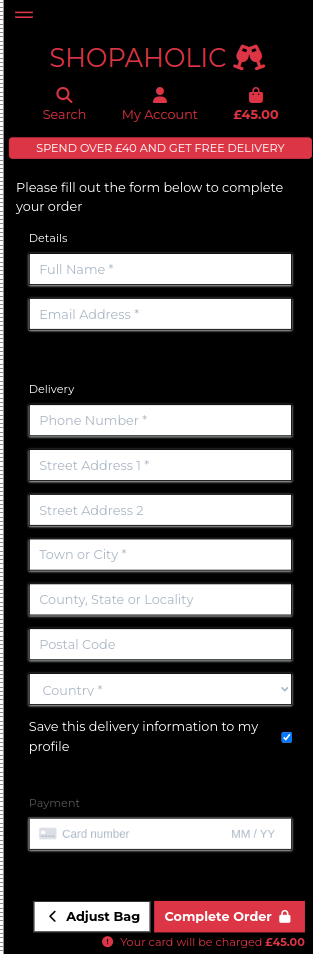 SHOPAHOLIC
Search
My Account
£45.00
SPEND OVER £40 AND GET FREE DELIVERY
Please fill out the form below to complete
your order
Details
Full Name *
Email Address *
Delivery
Phone Number *
Street Address 1 *
Street Address 2
Town or City *
County, State or Locality
Postal Code
Country *
Save this delivery information to my
profile
Payment
Card number MM / YY
Adjust Bag
Complete Order
Your card will be charged £45.00